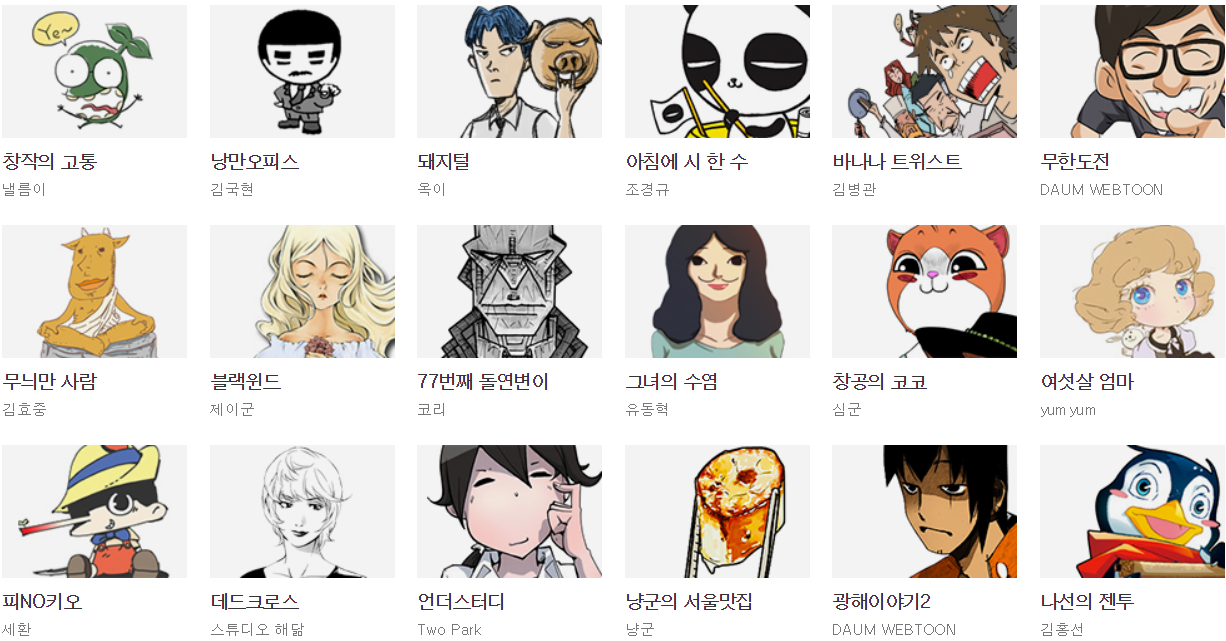 Ye~
창작의 고통
낭만오피스
돼지털
아침에 시 한 수
바나나 트위스트
무한도전
낼름이
김국현
옥이
조경규
김병관
DAUM WEBTOON
무늬만 사람
블랙윈드
77번째 돌연변이
그녀의 수염
창공의 코코
여섯살 엄마
김효중
제이군
코리
유동혁
심군
yum yum
피NO키오
데드크로스
언더스터디
냥군의 서울맛집
광해이야기2
나선의 젠투
세환
스튜디오 해닮
Two Park
냥군
DAUM WEBTOON
김홍선